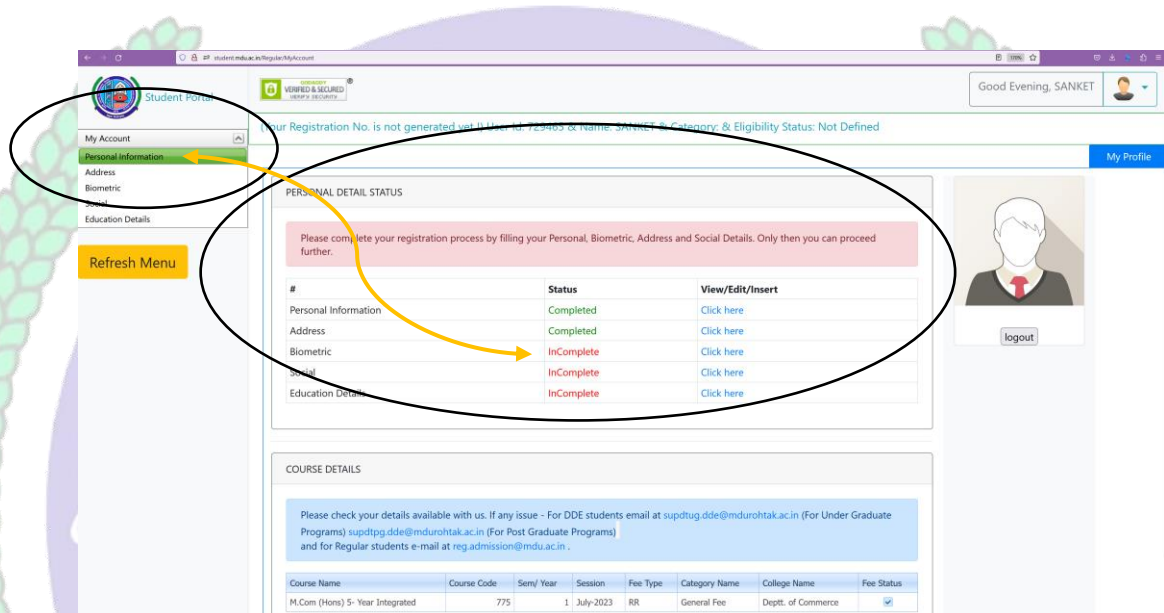 student.mdu.ac.in/Regular/MyAccount
Student Portal
GODADDY
VERIFIED & SECURED
VERIFY SECURITY
Good Evening, SANKET
(Your Registration No. is not generated yet !) User Id: 729463 & Name: SANKET & Category: & Eligibility Status: Not Defined
My Profile
My Account
Personal Information
Address
Biometric
Social
Education Details
Refresh Menu
PERSONAL DETAIL STATUS
Please complete your registration process by filling your Personal, Biometric, Address and Social Details. Only then you can proceed
further.
# Status View/Edit/Insert
Personal Information Completed Click here
Address Completed Click here
Biometric InComplete Click here
Social InComplete Click here
Education Details InComplete Click here
logout
COURSE DETAILS
Please check your details available with us. If any issue - For DDE students email at supdtug.dde@mdurohtak.ac.in (For Under Graduate
Programs) supdtpg.dde@mdurohtak.ac.in (For Post Graduate Programs)
and for Regular students e-mail at reg.admission@mdu.ac.in .
Course Name Course Code Sem/ Year Session Fee Type Category Name College Name Fee Status
M.Com (Hons) 5- Year Integrated 775 1 July-2023 RR General Fee Deptt. of Commerce